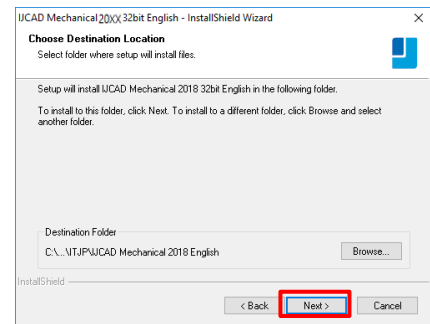 IJCAD Mechanical 20XX 32bit English - InstallShield Wizard
Choose Destination Location
Select folder where setup will install files.
Setup will install IJCAD Mechanical 2018 32bit English in the following folder.
To install to this folder, click Next. To install to a different folder, click Browse and select
another folder.
Destination Folder
C:\...\ITJP\IJCAD Mechanical 2018 English
Browse...
InstallShield
< Back
Next >
Cancel